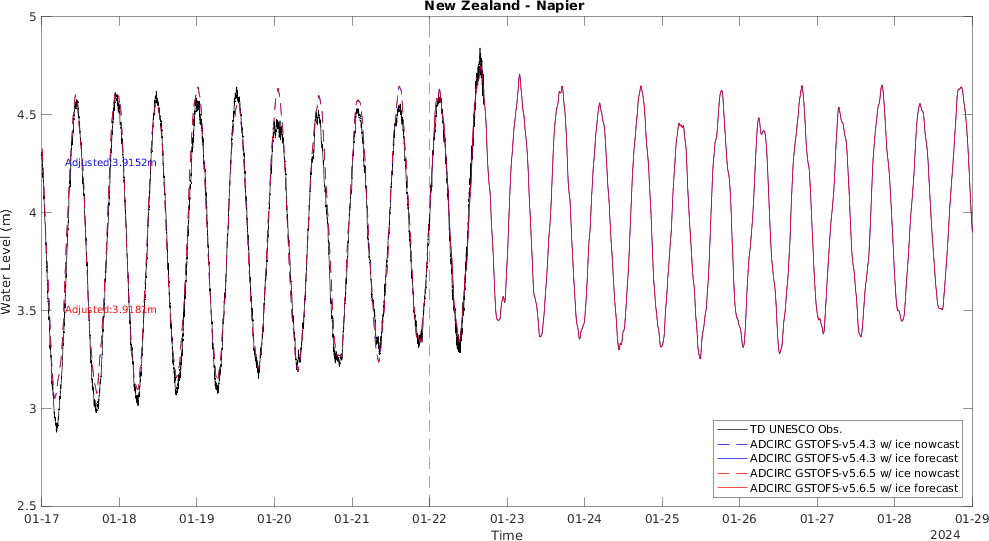 New Zealand - Napier
5
4.5
4
3.5
3
2.5
Water Level (m)
Adjusted:3.9152m
Adjusted:3.9181m
TD UNESCO Obs.
ADCIRC GSTOFS-v5.4.3 w/ ice nowcast
ADCIRC GSTOFS-v5.4.3 w/ ice forecast
ADCIRC GSTOFS-v5.6.5 w/ ice nowcast
ADCIRC GSTOFS-v5.6.5 w/ ice forecast
01-17 01-18 01-19 01-20 01-21 01-22 01-23 01-24 01-25 01-26 01-27 01-28 01-29
Time
2024